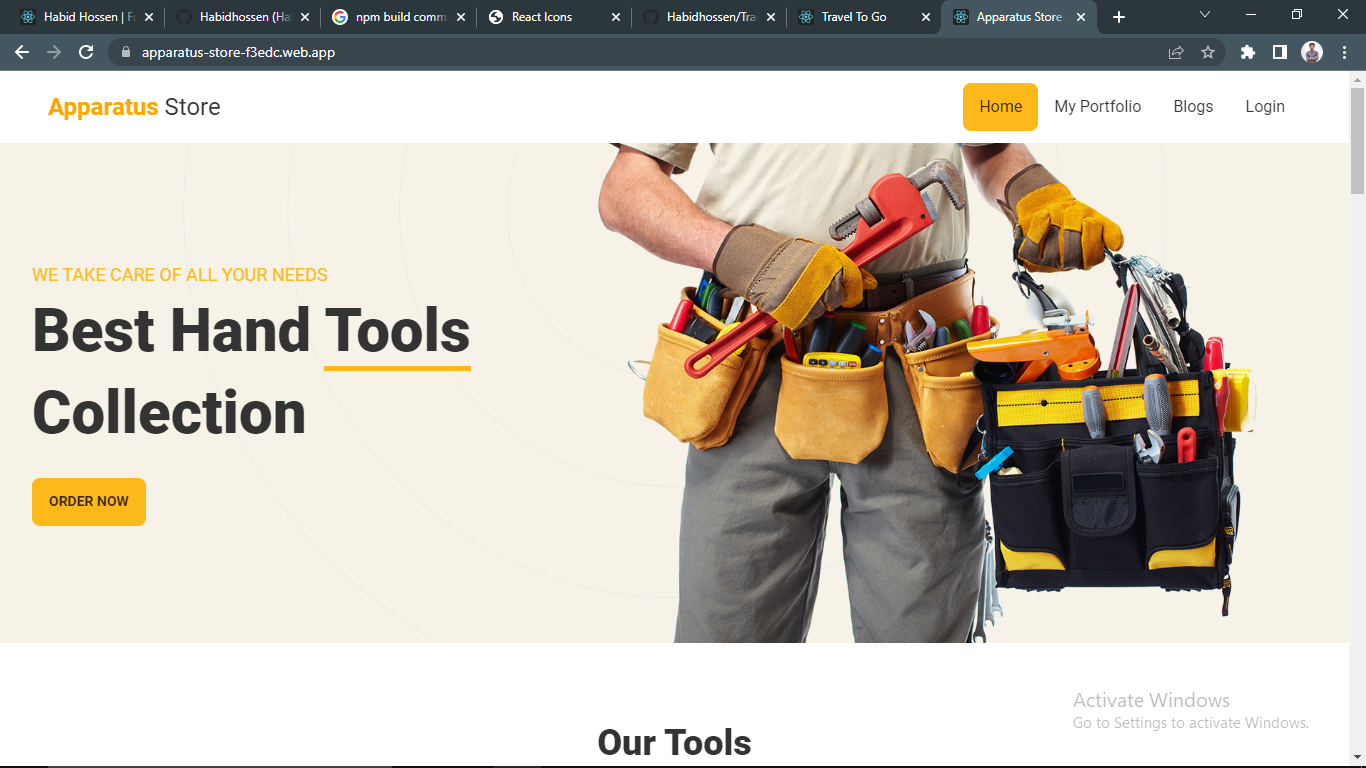 Habid Hossen | Fu
Habidhossen (Ha
npm build comm
React Icons
Habidhossen/Tra
Travel To Go
Apparatus Store
apparatus-store-f3edc.web.app
Apparatus Store
Home
My Portfolio
Blogs
Login
WE TAKE CARE OF ALL YOUR NEEDS
Best Hand Tools
Collection
ORDER NOW
Our Tools
Activate Windows
Go to Settings to activate Windows.